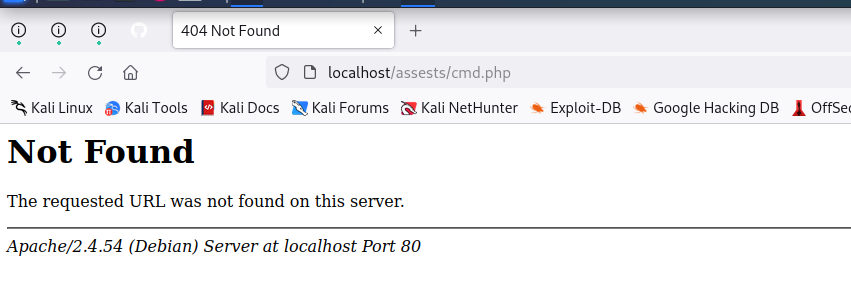 404 Not Found
localhost/assests/cmd.php
Kali Linux Kali Tools Kali Docs Kali Forums Kali NetHunter Exploit-DB Google Hacking DB OffSec
Not Found
The requested URL was not found on this server.
Apache/2.4.54 (Debian) Server at localhost Port 80